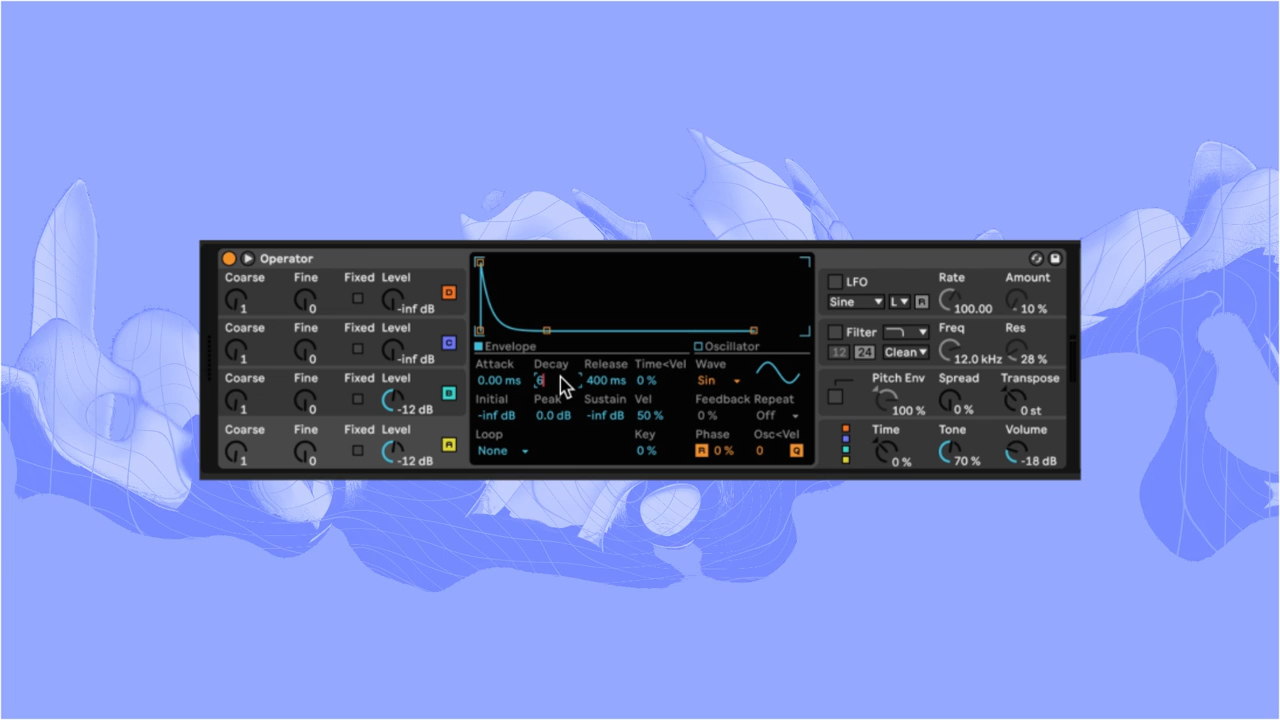 Operator
Coarse Fine Fixed Level
1 0 -inf dB D
Coarse Fine Fixed Level
1 0 -inf dB C
Coarse Fine Fixed Level
1 0 -12 dB B
Coarse Fine Fixed Level
1 0 -12 dB A
Envelope Oscillator
Attack Decay Release Time<Vel Wave
0.00 ms 6 400 ms 0 % Sin
Initial Peak Sustain Vel Feedback Repeat
-inf dB 0.0 dB -inf dB 50 % 0 % Off
Loop Key Phase Osc<Vel
None 0 % R 0 % 0 Q
LFO Rate Amount
Sine L R 100.00 10 %
Filter Freq Res
12 24 Clean 12.0 kHz 28 %
Pitch Env Spread Transpose
100 % 0 % 0 st
Time Tone Volume
0 % 70 % -18 dB